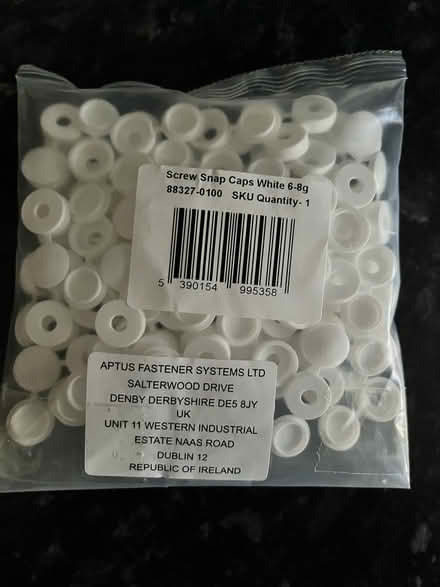 Screw Snap Caps White 6-8g
88327-0100 SKU Quantity- 1
5 390154 995358
APTUS FASTENER SYSTEMS LTD
SALTERWOOD DRIVE
DENBY DERBYSHIRE DE5 8JY
UK
UNIT 11 WESTERN INDUSTRIAL
ESTATE NAAS ROAD
DUBLIN 12
REPUBLIC OF IRELAND